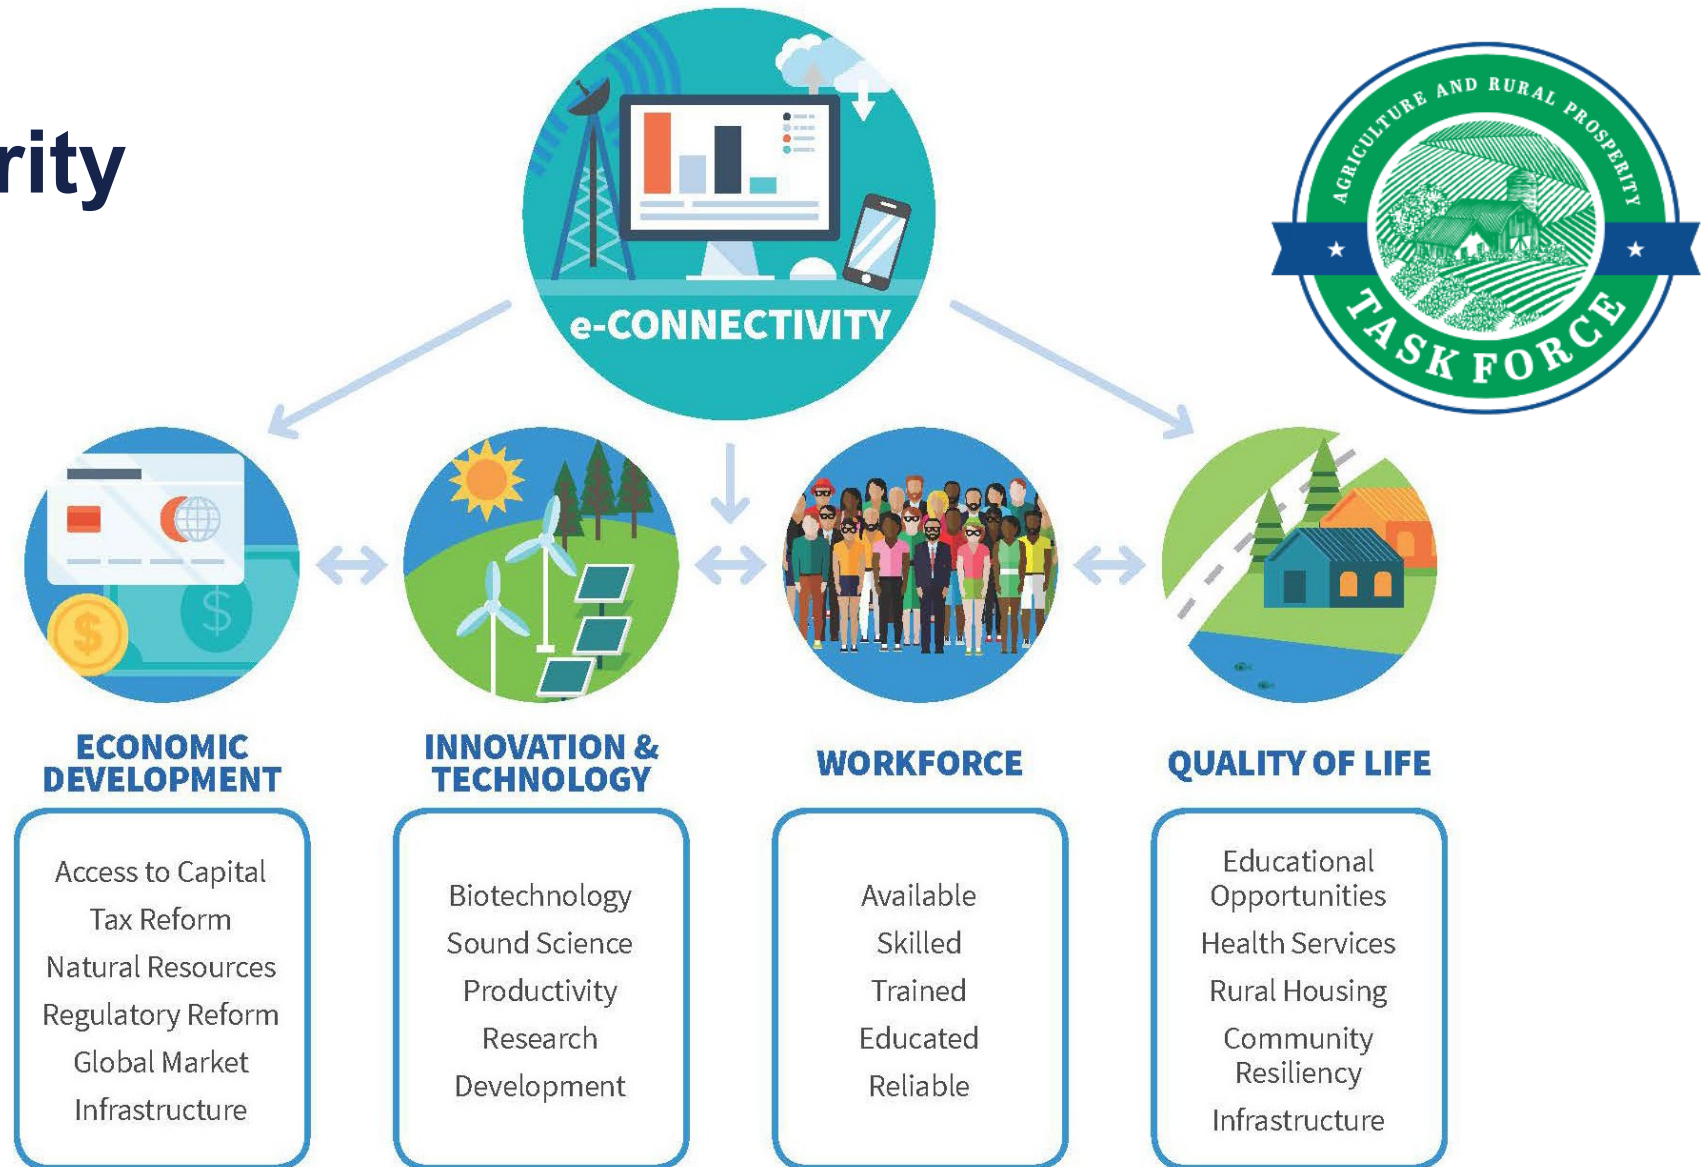 rity
e-CONNECTIVITY
AGRICULTURE AND RURAL PROSPERITY
TASK FORCE
$
$
ECONOMIC
DEVELOPMENT
Access to Capital
Tax Reform
Natural Resources
Regulatory Reform
Global Market
Infrastructure
INNOVATION &
TECHNOLOGY
Biotechnology
Sound Science
Productivity
Research
Development
WORKFORCE
Available
Skilled
Trained
Educated
Reliable
QUALITY OF LIFE
Educational
Opportunities
Health Services
Rural Housing
Community
Resiliency
Infrastructure